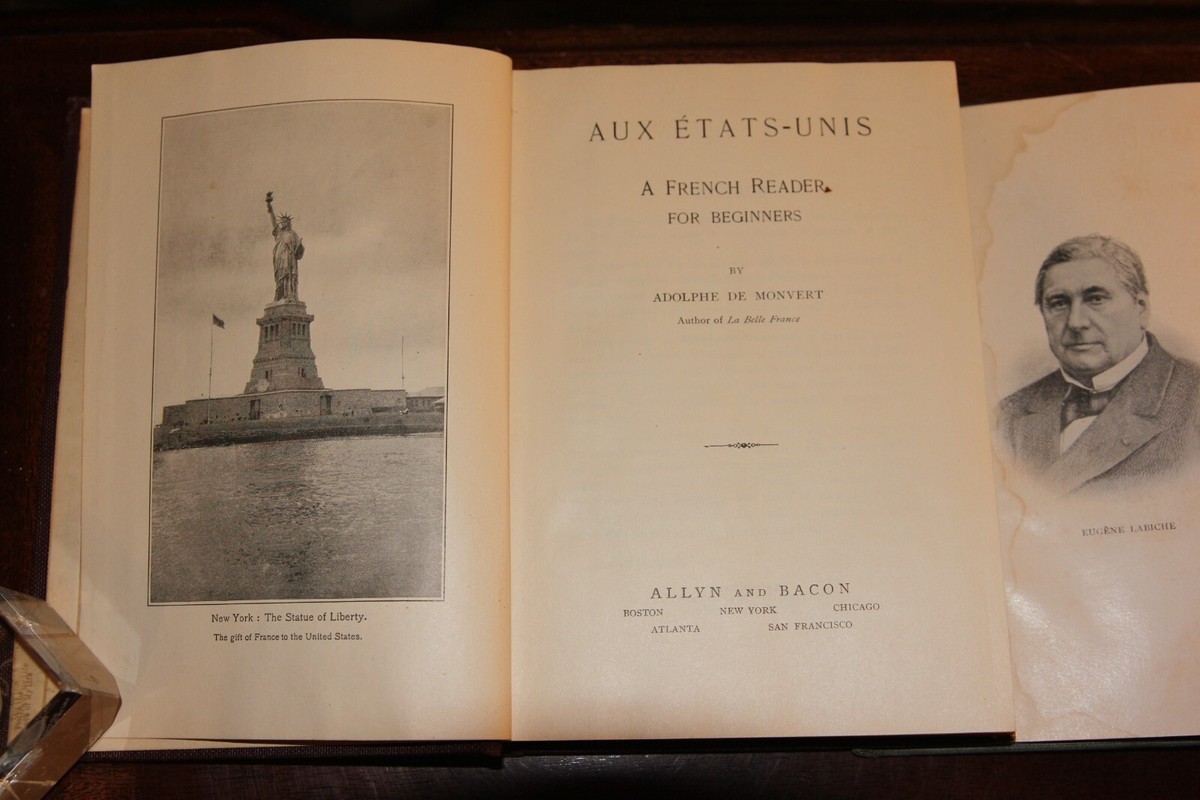 New York : The Statue of Liberty.
The gift of France to the United States.
AUX ÉTATS-UNIS
A FRENCH READER
FOR BEGINNERS
BY
ADOLPHE DE MONVERT
Author of La Belle France
ALLYN AND BACON
BOSTON NEW YORK CHICAGO
ATLANTA SAN FRANCISCO
EUGÈNE LABICHE